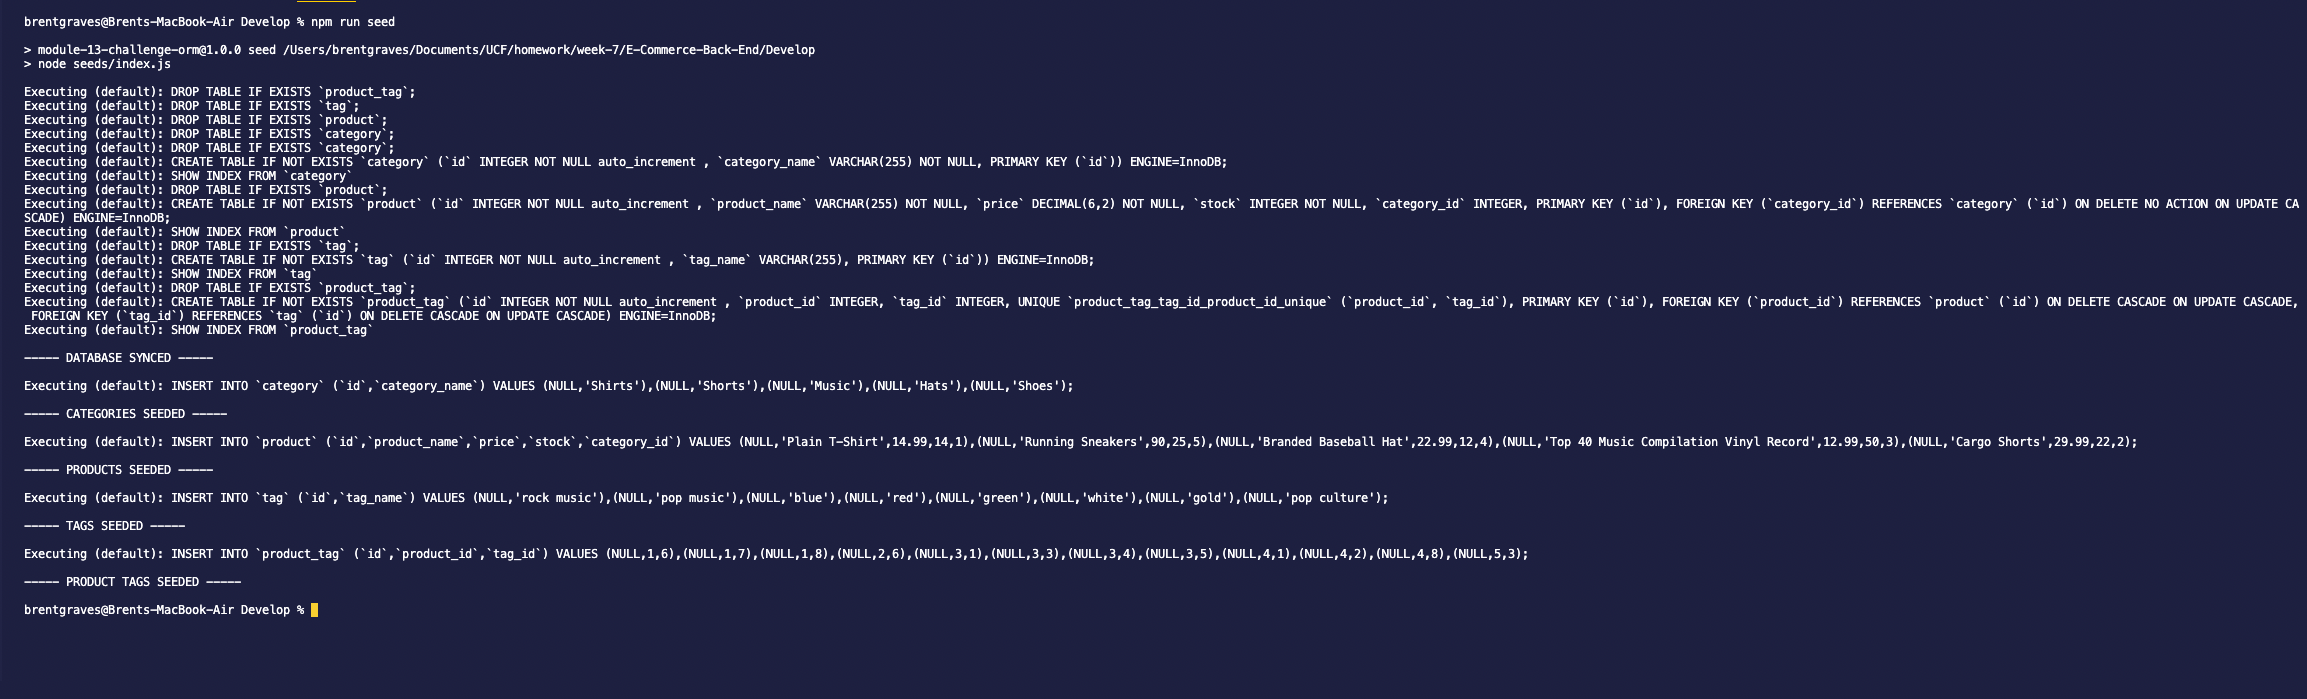 brentgraves@Brents-MacBook-Air Develop % npm run seed
> module-13-challenge-orm@1.0.0 seed /Users/brentgraves/Documents/UCF/homework/week-7/E-Commerce-Back-End/Develop
> node seeds/index.js
Executing (default): DROP TABLE IF EXISTS `product_tag`;
Executing (default): DROP TABLE IF EXISTS `tag`;
Executing (default): DROP TABLE IF EXISTS `product`;
Executing (default): DROP TABLE IF EXISTS `category`;
Executing (default): DROP TABLE IF EXISTS `category`;
Executing (default): CREATE TABLE IF NOT EXISTS `category` (`id` INTEGER NOT NULL auto_increment , `category_name` VARCHAR(255) NOT NULL, PRIMARY KEY (`id`)) ENGINE=InnoDB;
Executing (default): SHOW INDEX FROM `category`
Executing (default): DROP TABLE IF EXISTS `product`;
Executing (default): CREATE TABLE IF NOT EXISTS `product` (`id` INTEGER NOT NULL auto_increment , `product_name` VARCHAR(255) NOT NULL, `price` DECIMAL(6,2) NOT NULL, `stock` INTEGER NOT NULL, `category_id` INTEGER, PRIMARY KEY (`id`), FOREIGN KEY (`category_id`) REFERENCES `category` (`id`) ON DELETE NO ACTION ON UPDATE CA
SCADE) ENGINE=InnoDB;
Executing (default): SHOW INDEX FROM `product`
Executing (default): DROP TABLE IF EXISTS `tag`;
Executing (default): CREATE TABLE IF NOT EXISTS `tag` (`id` INTEGER NOT NULL auto_increment , `tag_name` VARCHAR(255), PRIMARY KEY (`id`)) ENGINE=InnoDB;
Executing (default): SHOW INDEX FROM `tag`
Executing (default): DROP TABLE IF EXISTS `product_tag`;
Executing (default): CREATE TABLE IF NOT EXISTS `product_tag` (`id` INTEGER NOT NULL auto_increment , `product_id` INTEGER, `tag_id` INTEGER, UNIQUE `product_tag_tag_id_product_id_unique` (`product_id`, `tag_id`), PRIMARY KEY (`id`), FOREIGN KEY (`product_id`) REFERENCES `product` (`id`) ON DELETE CASCADE ON UPDATE CASCADE,
FOREIGN KEY (`tag_id`) REFERENCES `tag` (`id`) ON DELETE CASCADE ON UPDATE CASCADE) ENGINE=InnoDB;
Executing (default): SHOW INDEX FROM `product_tag`
----- DATABASE SYNCED -----
Executing (default): INSERT INTO `category` (`id`,`category_name`) VALUES (NULL,'Shirts'),(NULL,'Shorts'),(NULL,'Music'),(NULL,'Hats'),(NULL,'Shoes');
----- CATEGORIES SEEDED -----
Executing (default): INSERT INTO `product` (`id`,`product_name`,`price`,`stock`,`category_id`) VALUES (NULL,'Plain T-Shirt',14.99,14,1),(NULL,'Running Sneakers',90,25,5),(NULL,'Branded Baseball Hat',22.99,12,4),(NULL,'Top 40 Music Compilation Vinyl Record',12.99,50,3),(NULL,'Cargo Shorts',29.99,22,2);
----- PRODUCTS SEEDED -----
Executing (default): INSERT INTO `tag` (`id`,`tag_name`) VALUES (NULL,'rock music'),(NULL,'pop music'),(NULL,'blue'),(NULL,'red'),(NULL,'green'),(NULL,'white'),(NULL,'gold'),(NULL,'pop culture');
----- TAGS SEEDED -----
Executing (default): INSERT INTO `product_tag` (`id`,`product_id`,`tag_id`) VALUES (NULL,1,6),(NULL,1,7),(NULL,1,8),(NULL,2,6),(NULL,3,1),(NULL,3,3),(NULL,3,4),(NULL,3,5),(NULL,4,1),(NULL,4,2),(NULL,4,8),(NULL,5,3);
----- PRODUCT TAGS SEEDED -----
brentgraves@Brents-MacBook-Air Develop %